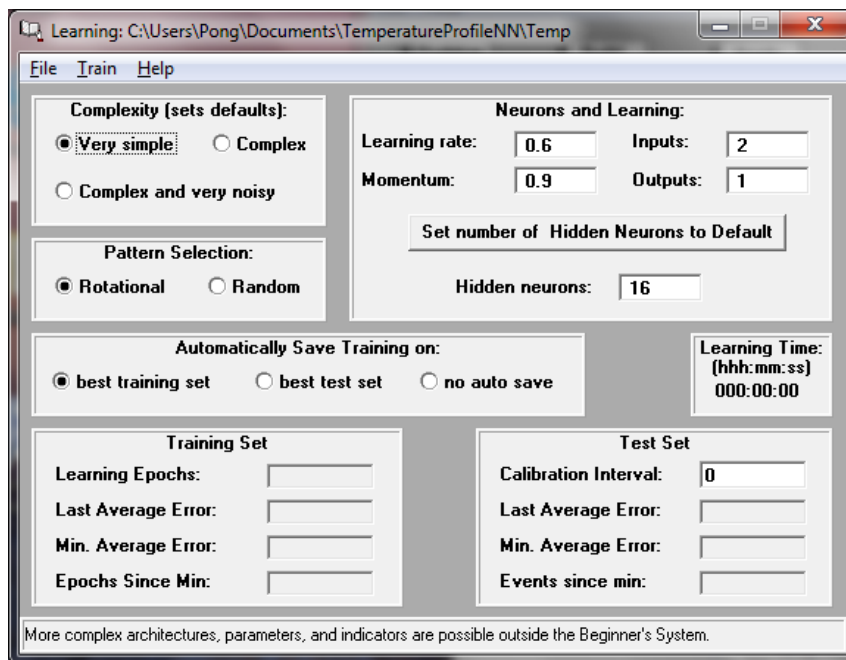 Learning: C:\Users\Pong\Documents\TemperatureProfileNN\Temp
File Train Help
Complexity (sets defaults):
Very simple Complex
Complex and very noisy
Pattern Selection:
Rotational Random
Neurons and Learning:
Learning rate: 0.6 Inputs: 2
Momentum: 0.9 Outputs: 1
Set number of Hidden Neurons to Default
Hidden neurons: 16
Automatically Save Training on:
best training set best test set no auto save
Learning Time:
(hhh:mm:ss)
000:00:00
Training Set
Learning Epochs:
Last Average Error:
Min. Average Error:
Epochs Since Min:
Test Set
Calibration Interval: 0
Last Average Error:
Min. Average Error:
Events since min:
More complex architectures, parameters, and indicators are possible outside the Beginner's System.